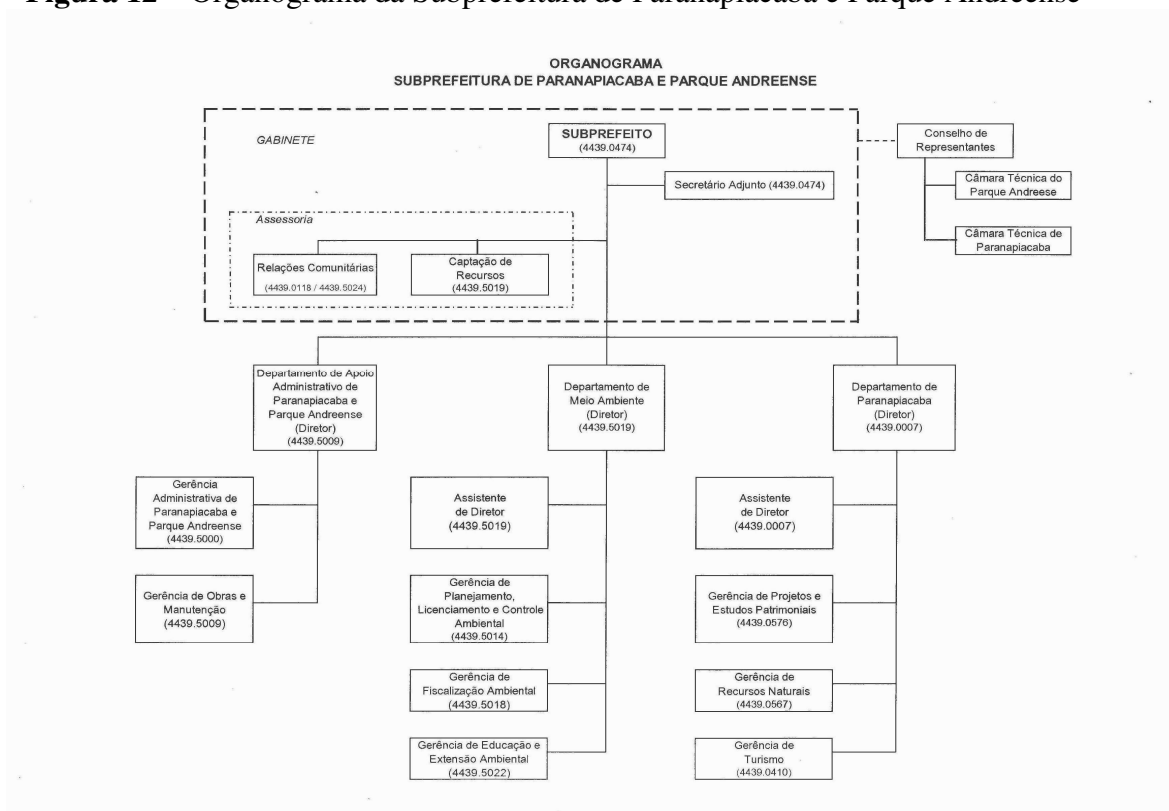 Figura 12 – Organograma da Subprefeitura de Paranapiacaba e Parque Andreense
ORGANOGRAMA
SUBPREFEITURA DE PARANAPIACABA E PARQUE ANDREENSE
GABINETE
SUBPREFEITO
(4439.0474)
Secretário Adjunto (4439.0474)
Conselho de
Representantes
Câmara Técnica do
Parque Andreese
Câmara Técnica de
Paranapiacaba
Assessoria
Relações Comunitárias
(4439.0118 / 4439.5024)
Captação de
Recursos
(4439.5019)
Departamento de Apoio
Administrativo de
Paranapiacaba e
Parque Andreense
(Diretor)
(4439.5009)
Departamento de
Meio Ambiente
(Diretor)
(4439.5019)
Departamento de
Paranapiacaba
(Diretor)
(4439.0007)
Gerência
Administrativa de
Paranapiacaba e
Parque Andreense
(4439.5000)
Gerência de Obras e
Manutenção
(4439.5009)
Assistente
de Diretor
(4439.5019)
Gerência de
Planejamento,
Licenciamento e Controle
Ambiental
(4439.5014)
Gerência de
Fiscalização Ambiental
(4439.5018)
Gerência de Educação e
Extensão Ambiental
(4439.5022)
Assistente
de Diretor
(4439.0007)
Gerência de Projetos e
Estudos Patrimoniais
(4439.0576)
Gerência de
Recursos Naturais
(4439.0567)
Gerência de
Turismo
(4439.0410)